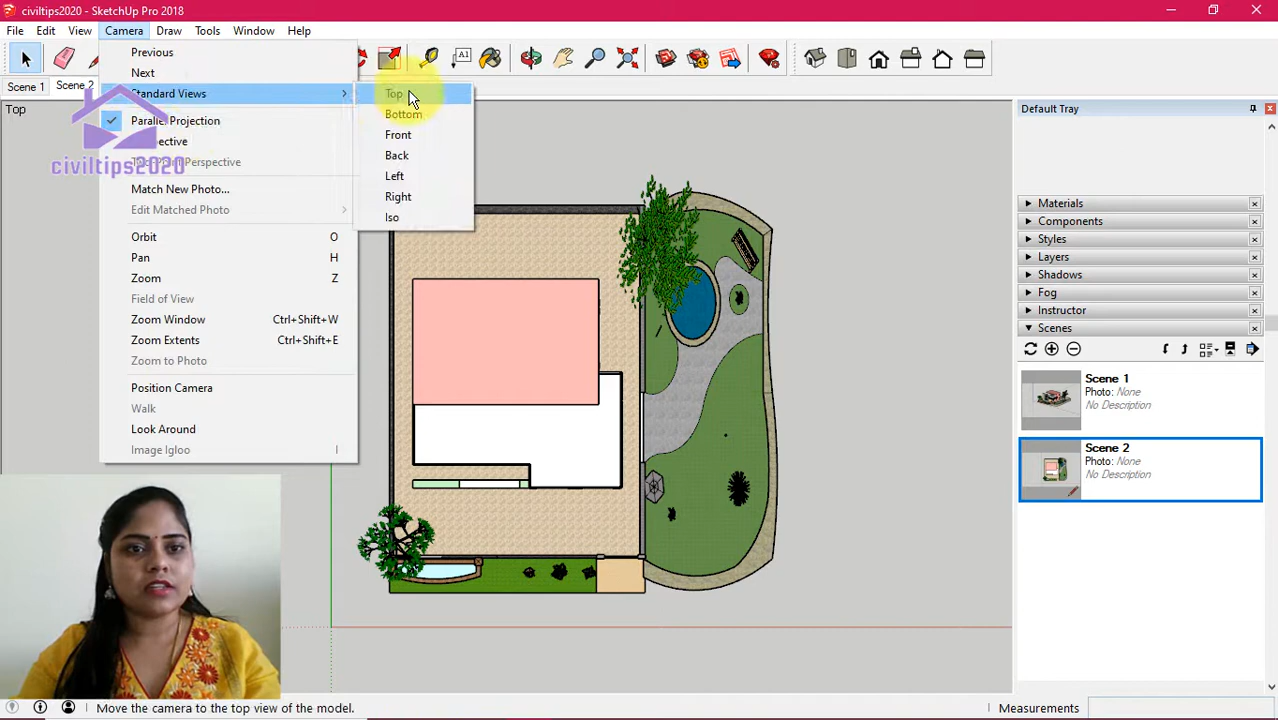 civiltips2020 - SketchUp Pro 2018
File Edit View Camera Draw Tools Window Help
Scene 1 Scene 2
Top
Previous
Next
Standard Views
Parallel Projection
Two-Point Perspective
Match New Photo...
Edit Matched Photo
Orbit O
Pan H
Zoom Z
Field of View
Zoom Window Ctrl+Shift+W
Zoom Extents Ctrl+Shift+E
Zoom to Photo
Position Camera
Walk
Look Around
Image Igloo I
Top
Bottom
Front
Back
Left
Right
Iso
civiltips2020
A1
Default Tray
Materials
Components
Styles
Layers
Shadows
Fog
Instructor
Scenes
Scene 1
Photo: None
No Description
Scene 2
Photo: None
No Description
Move the camera to the top view of the model.
Measurements